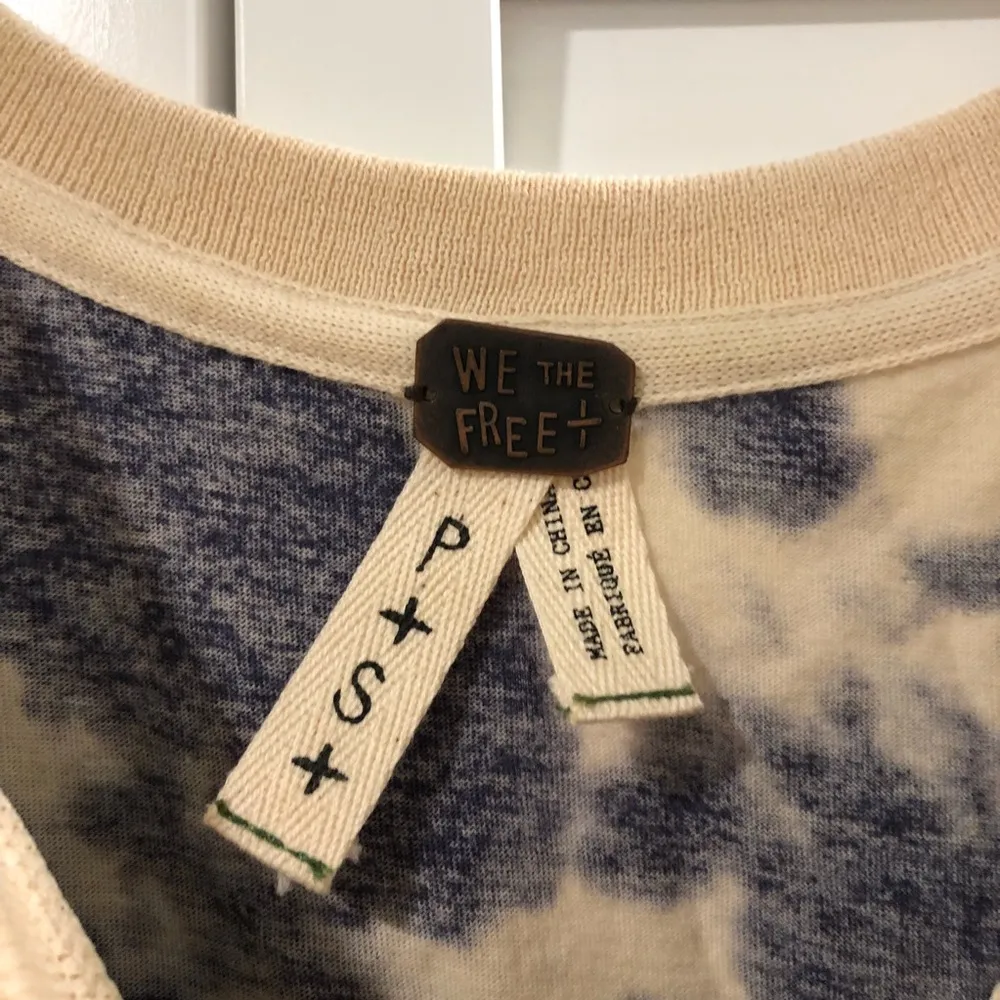 WE THE
FREE+
P
+
S
+
MADE IN CHINA
FABRIQUÉ EN